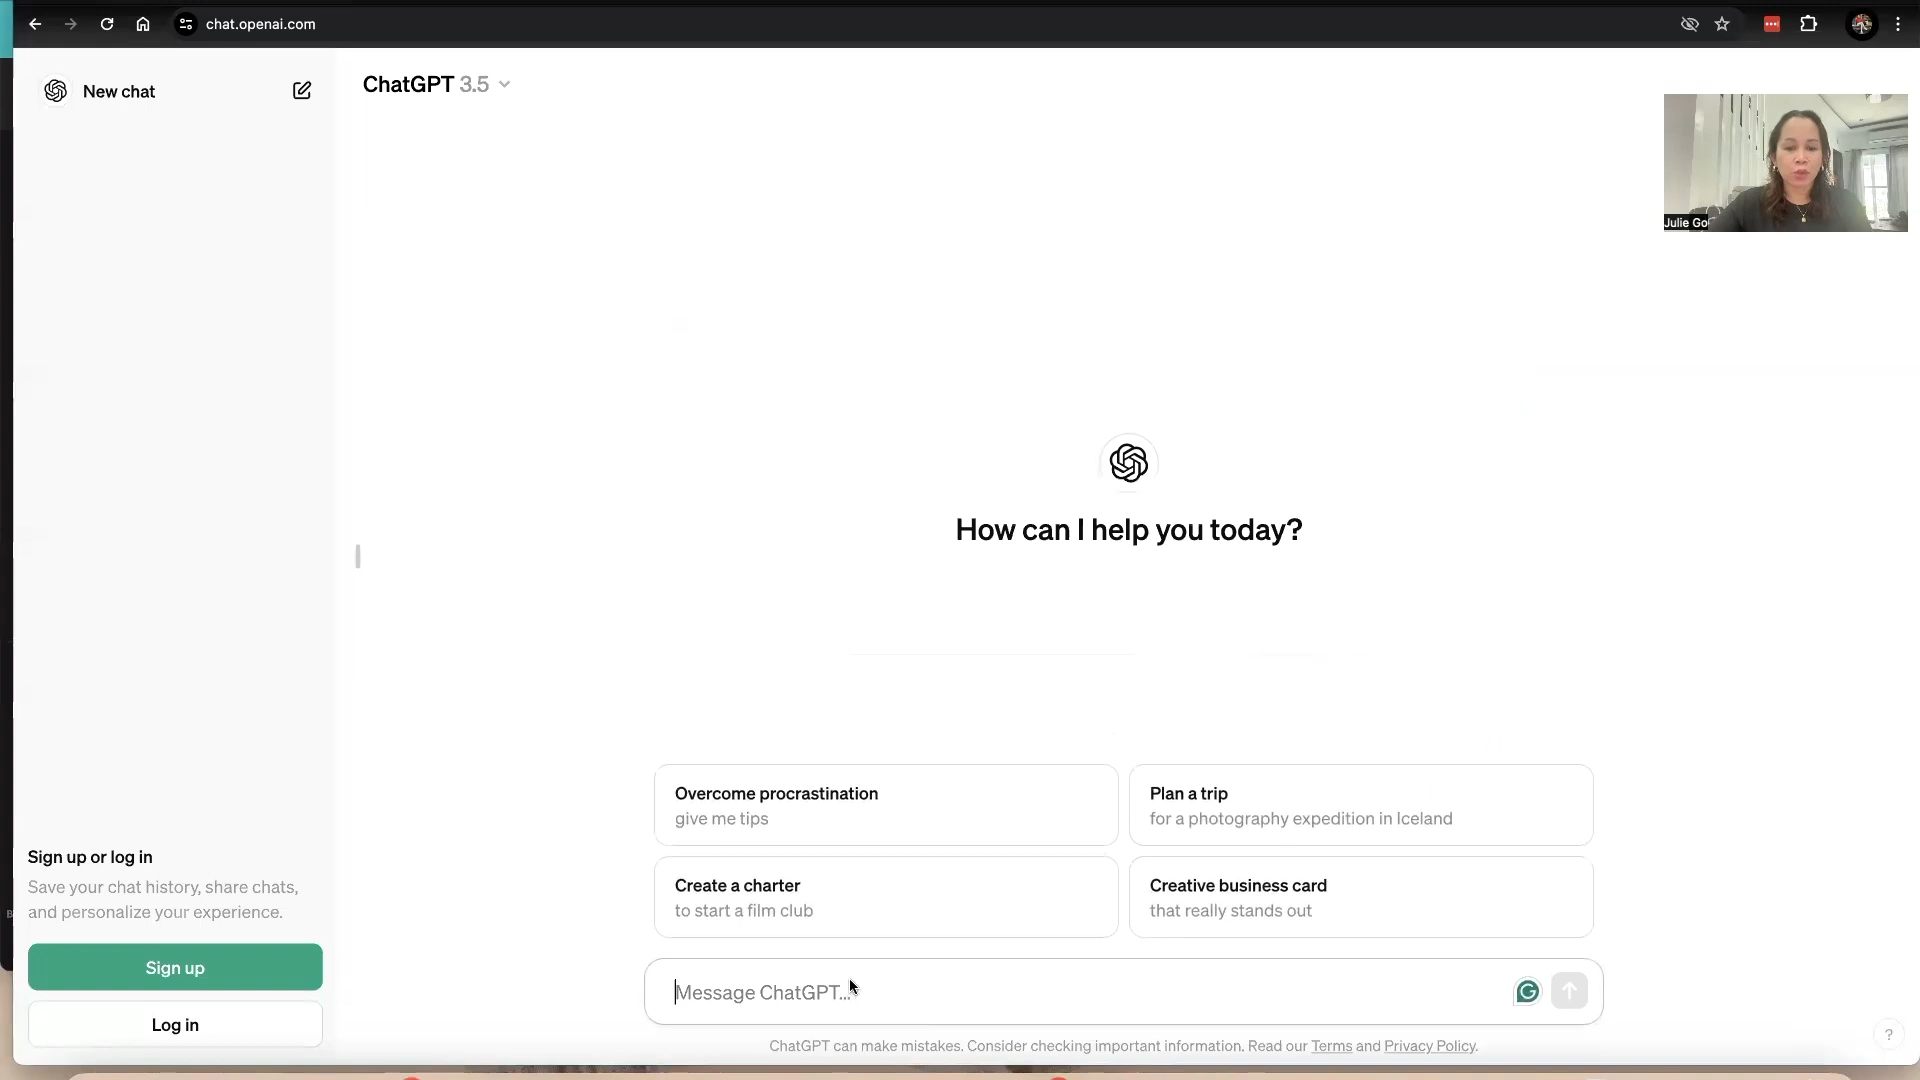 chat.openai.com
New chat
ChatGPT 3.5
Julie Go
How can I help you today?
Overcome procrastination
give me tips
Plan a trip
for a photography expedition in Iceland
Create a charter
to start a film club
Creative business card
that really stands out
Sign up or log in
Save your chat history, share chats,
and personalize your experience.
Sign up
Log in
Message ChatGPT...
ChatGPT can make mistakes. Consider checking important information. Read our Terms and Privacy Policy.
?